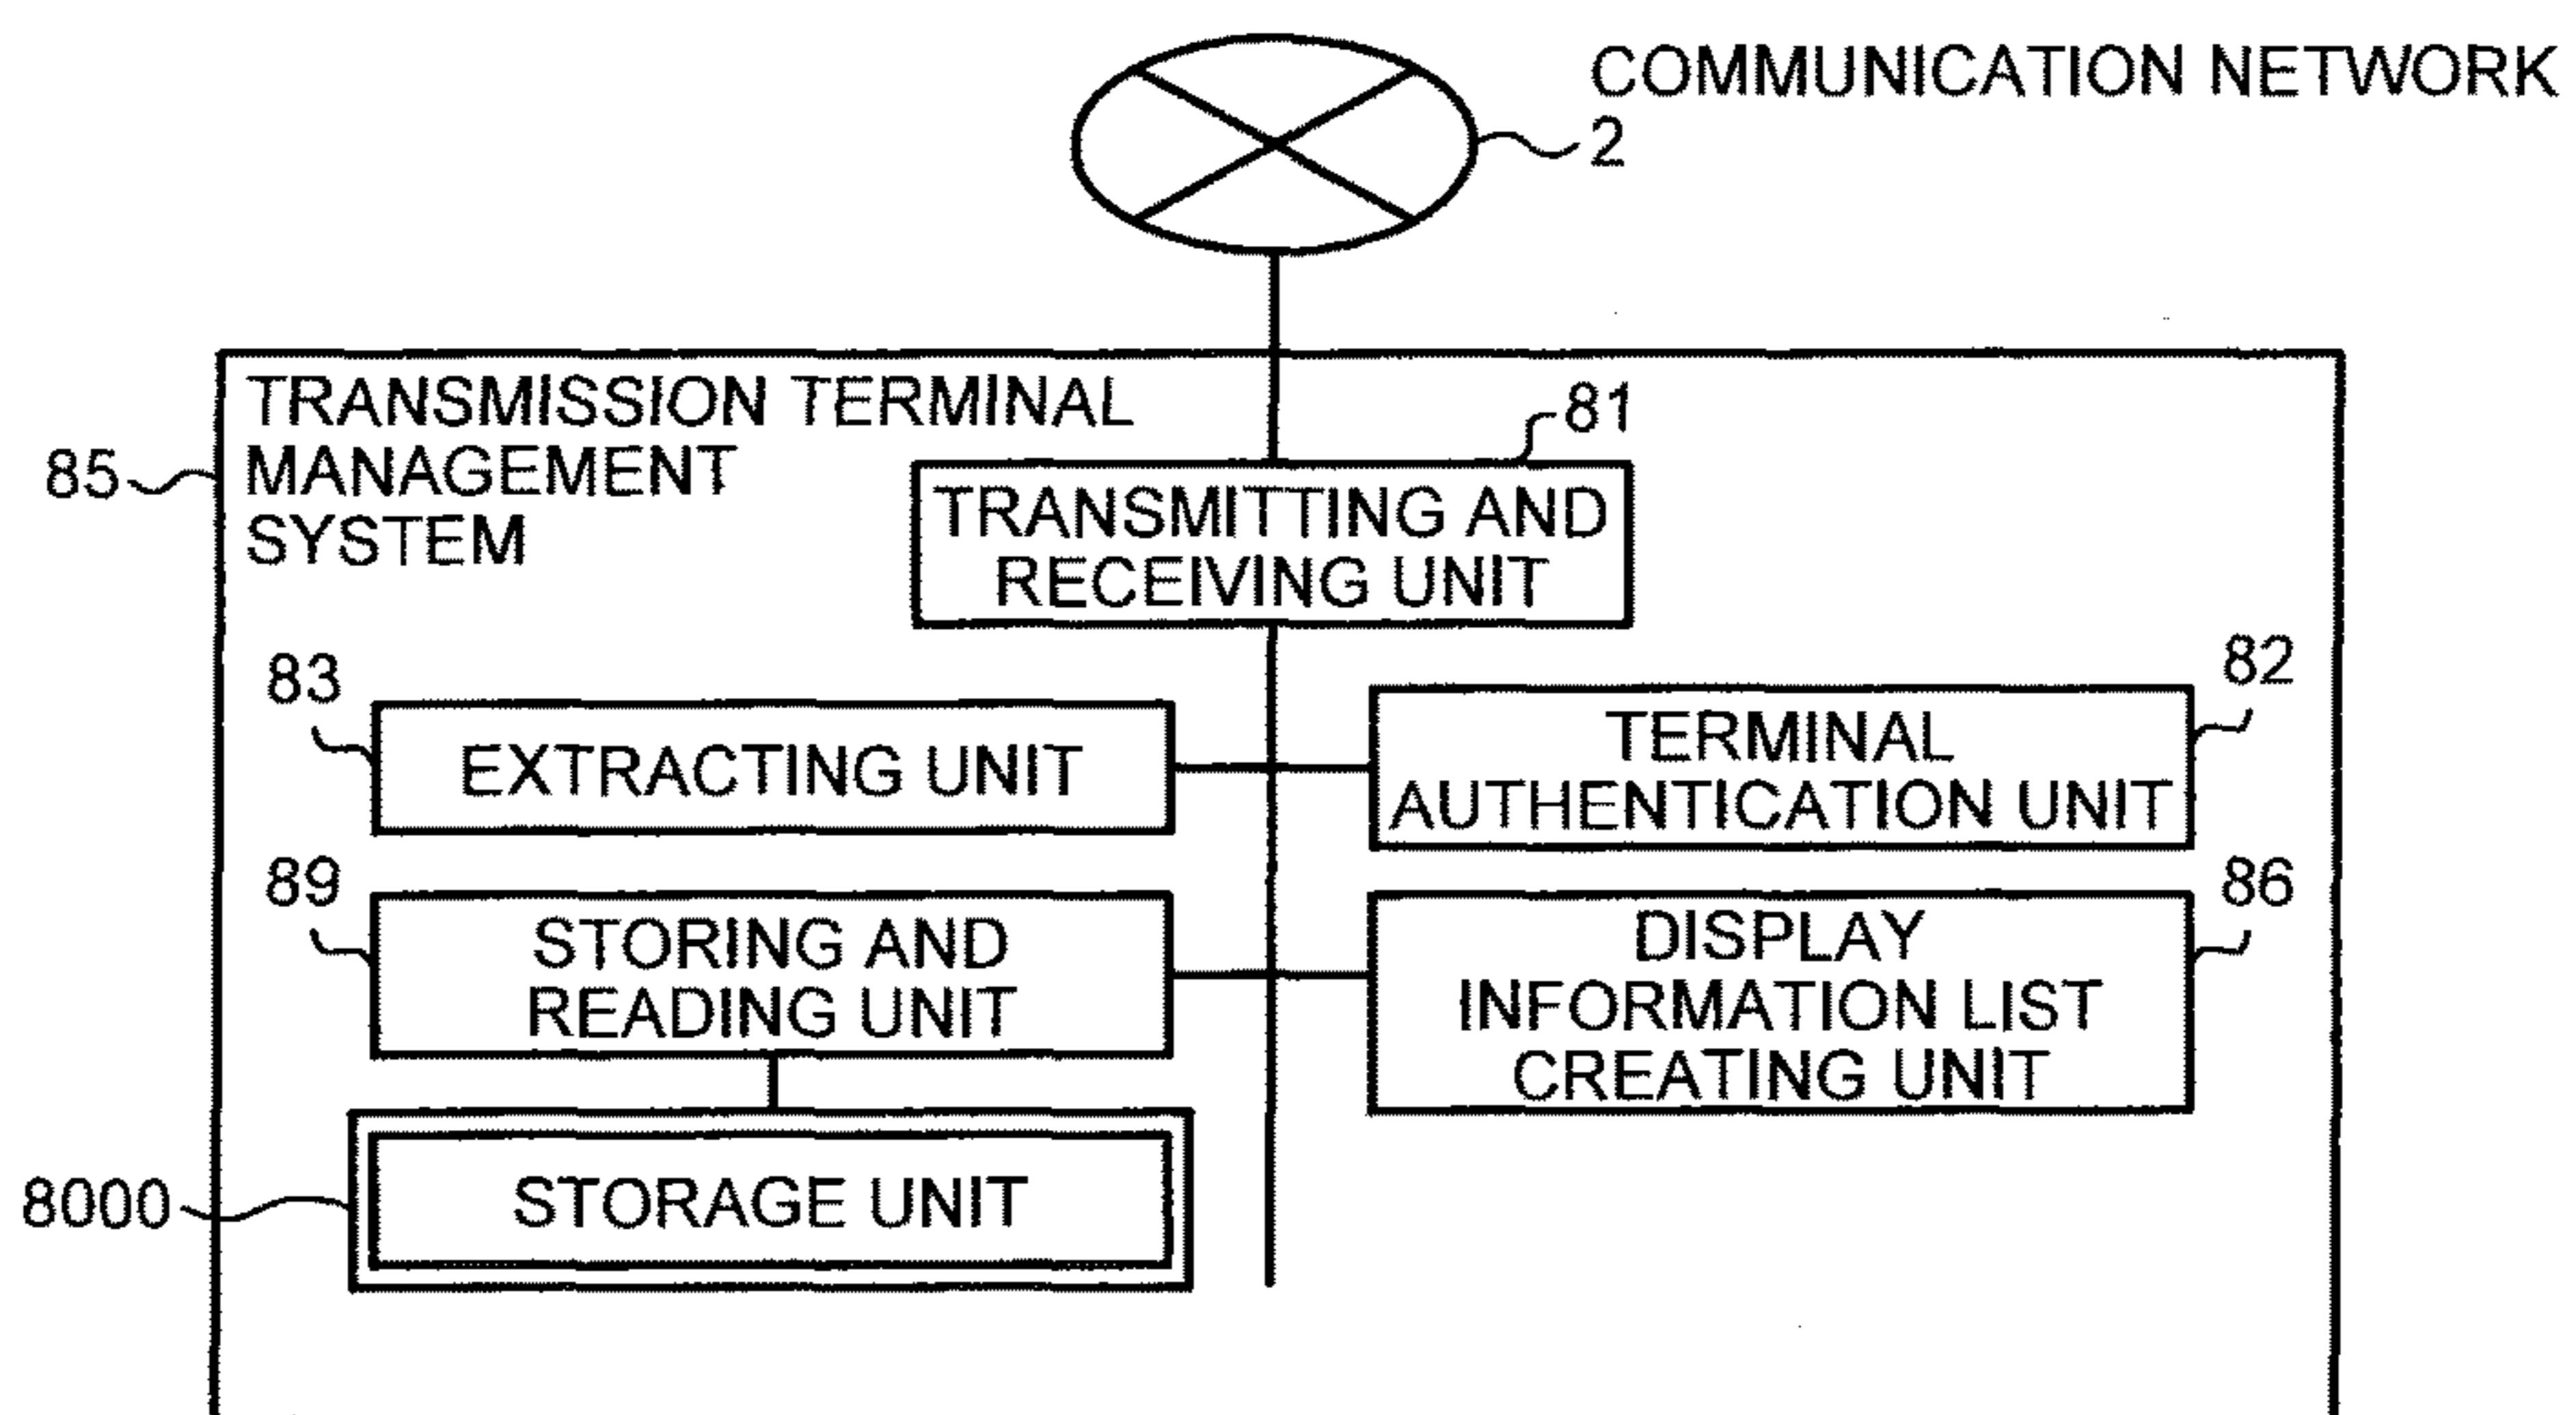 COMMUNICATION NETWORK
2
TRANSMISSION TERMINAL
MANAGEMENT
SYSTEM
85
81
TRANSMITTING AND
RECEIVING UNIT
83
EXTRACTING UNIT
82
TERMINAL
AUTHENTICATION UNIT
89
STORING AND
READING UNIT
86
DISPLAY
INFORMATION LIST
CREATING UNIT
8000
STORAGE UNIT